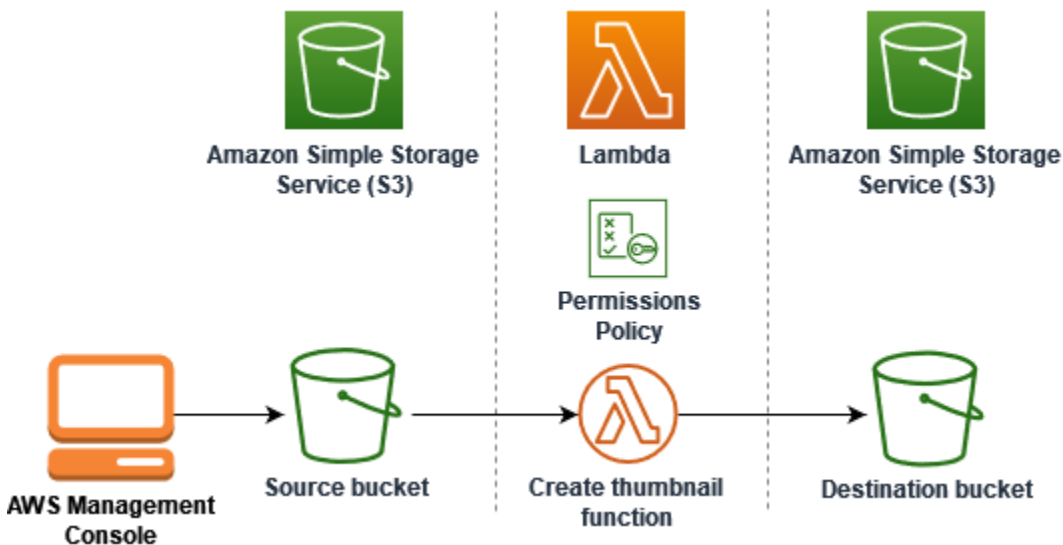 Amazon Simple Storage
Service (S3)
Lambda
Amazon Simple Storage
Service (S3)
Permissions
Policy
AWS Management
Console
Source bucket
Create thumbnail
function
Destination bucket